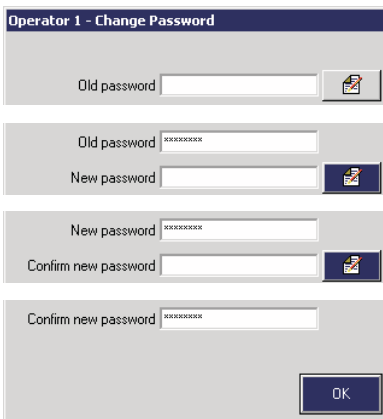 Operator 1 - Change Password
Old password
Old password ********
New password
New password ********
Confirm new password
Confirm new password ********
OK